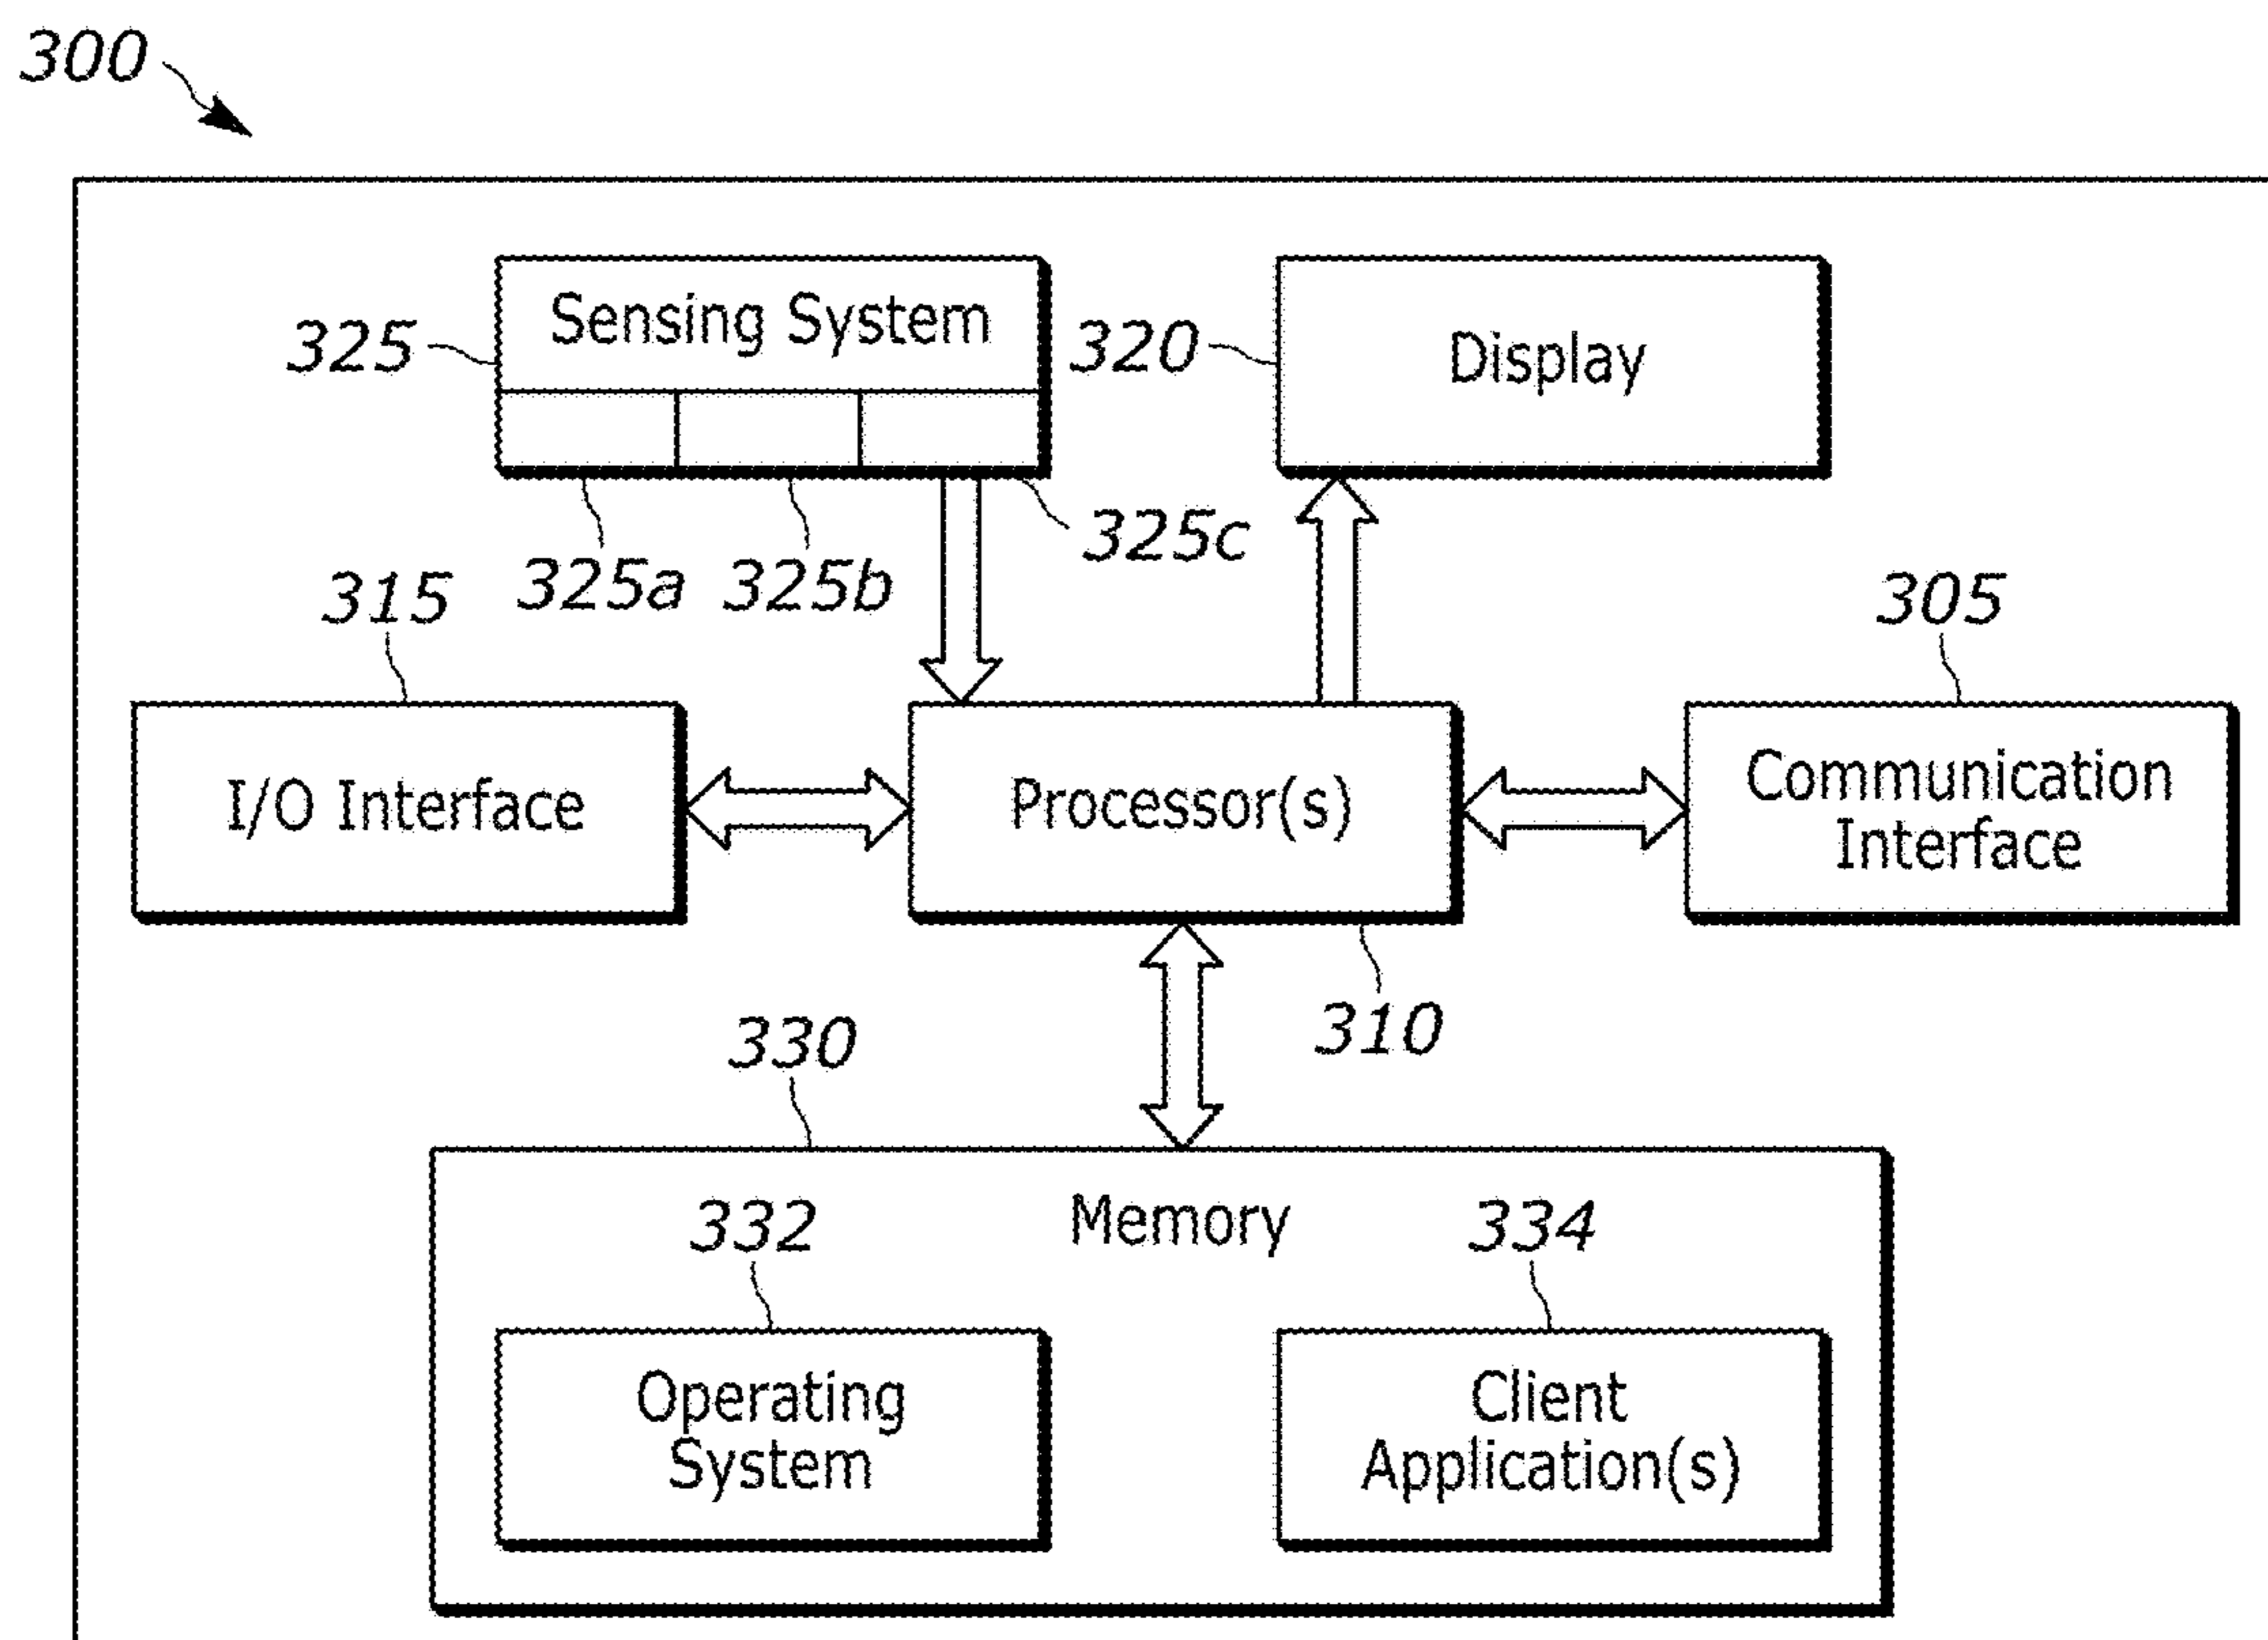 300
Sensing System
325
320
Display
325c
325a
325b
315
305
I/O Interface
Processor(s)
Communication
Interface
310
330
Memory
332
334
Operating
System
Client
Application(s)